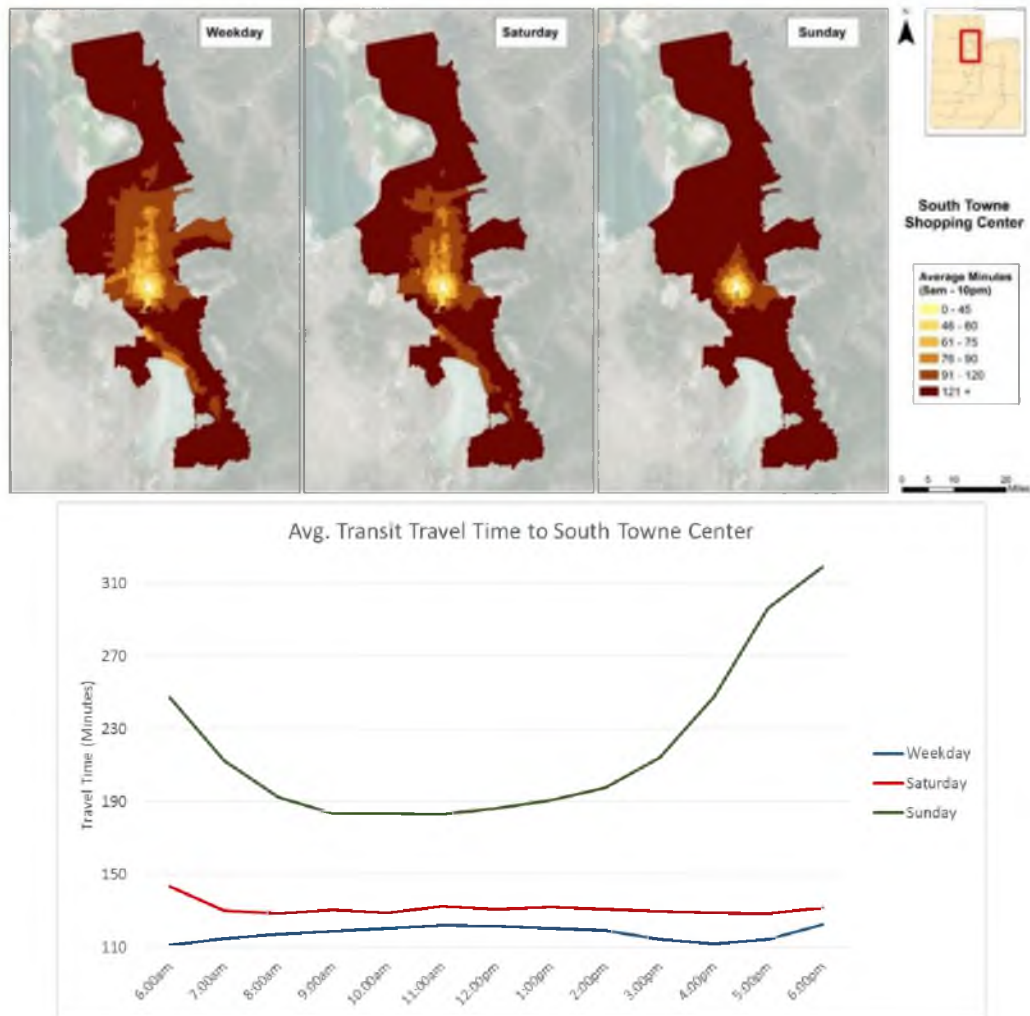 Weekday
Saturday
Sunday
N
South Towne
Shopping Center
Average Minutes
(5am - 10pm)
0 - 45
46 - 60
61 - 75
76 - 90
91 - 120
121 +
0 5 10 20
Miles
Avg. Transit Travel Time to South Towne Center
Travel Time (Minutes)
310
270
230
190
150
110
6:00am
7:00am
8:00am
9:00am
10:00am
11:00am
12:00pm
1:00pm
2:00pm
3:00pm
4:00pm
5:00pm
6:00pm
Weekday
Saturday
Sunday